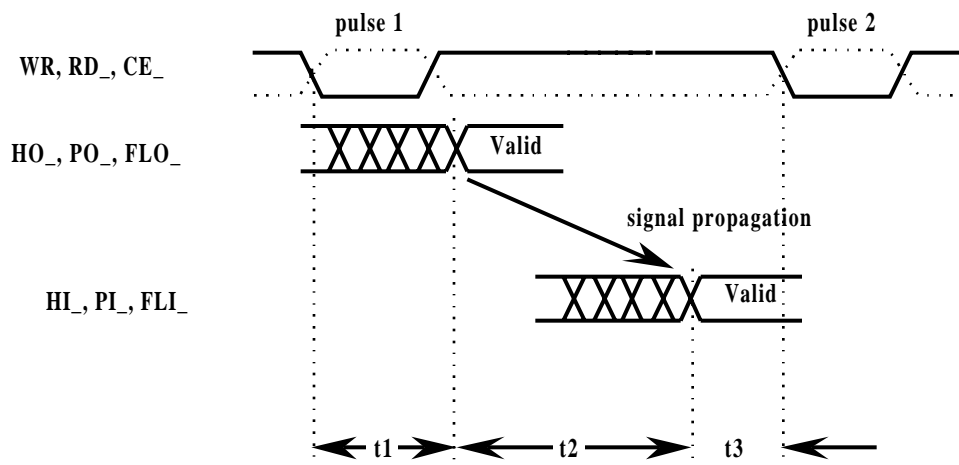 pulse 1
pulse 2
WR, RD_, CE_
HO_, PO_, FLO_
Valid
signal propagation
HI_, PI_, FLI_
Valid
t1
t2
t3